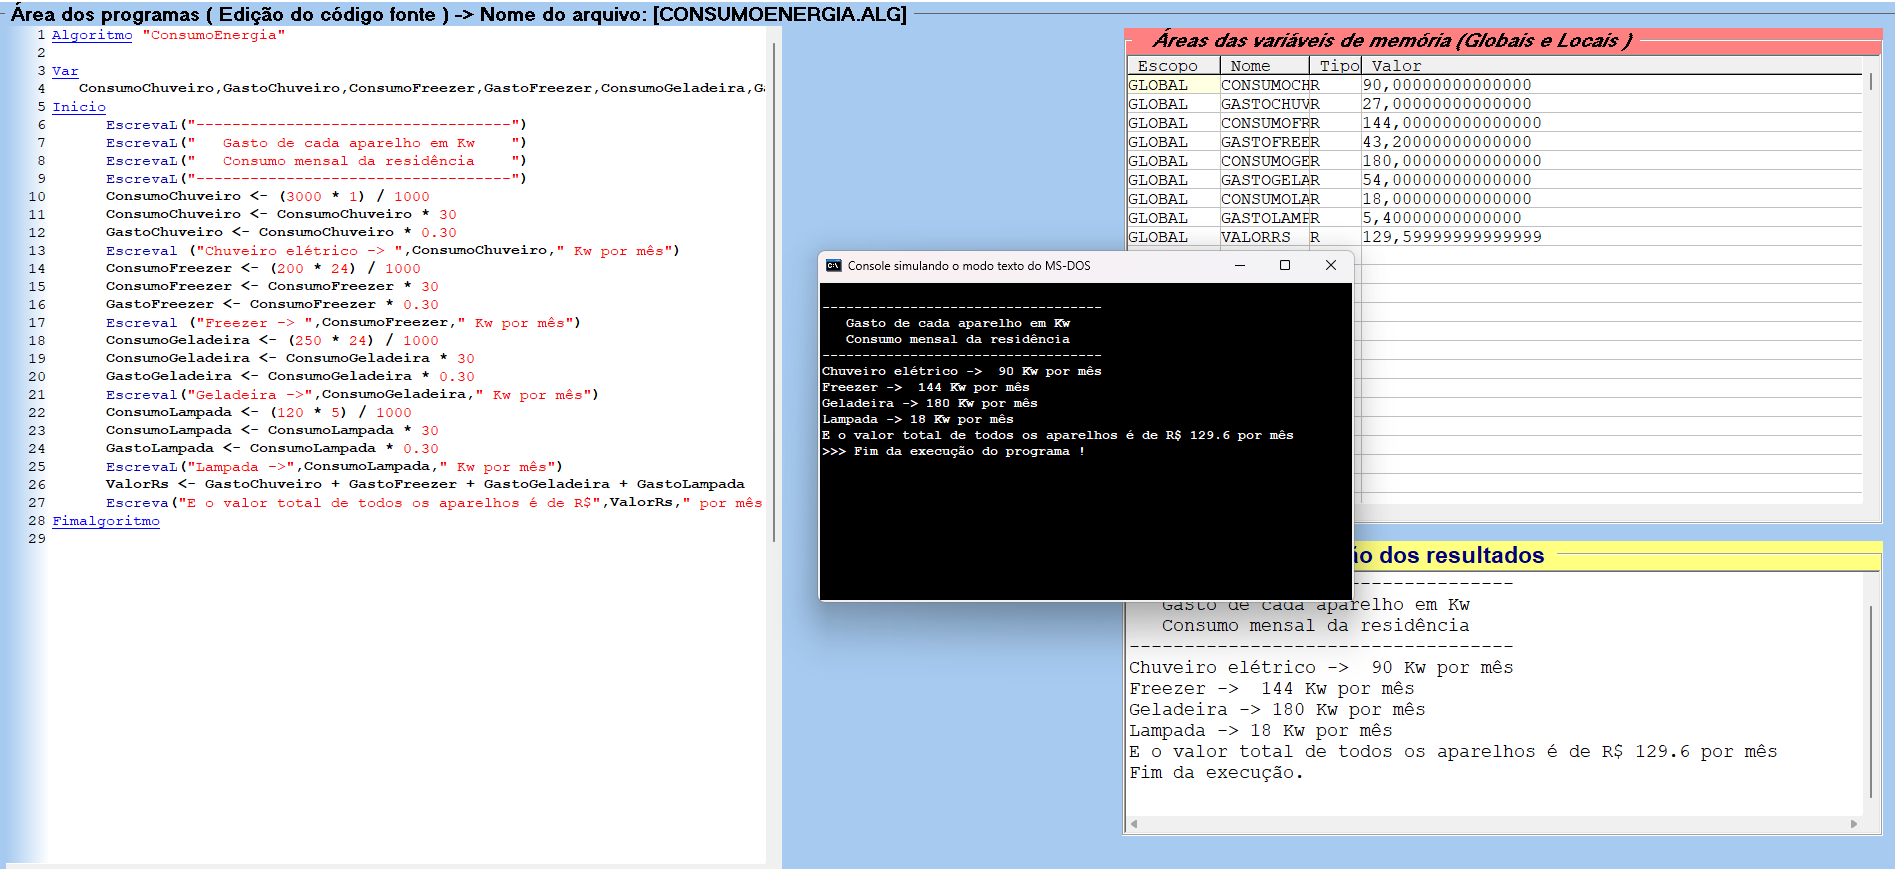 Área dos programas ( Edição do código fonte ) -> Nome do arquivo: [CONSUMOENERGIA.ALG]
1 Algoritmo "ConsumoEnergia"
2
3 Var
4 ConsumoChuveiro,GastoChuveiro,ConsumoFreezer,GastoFreezer,ConsumoGeladeira,Ga
5 Inicio
6 EscrevaL("-----------------------------------")
7 EscrevaL("   Gasto de cada aparelho em Kw    ")
8 EscrevaL("   Consumo mensal da residência    ")
9 EscrevaL("-----------------------------------")
10 ConsumoChuveiro <- (3000 * 1) / 1000
11 ConsumoChuveiro <- ConsumoChuveiro * 30
12 GastoChuveiro <- ConsumoChuveiro * 0.30
13 Escreval ("Chuveiro elétrico -> ",ConsumoChuveiro," Kw por mês")
14 ConsumoFreezer <- (200 * 24) / 1000
15 ConsumoFreezer <- ConsumoFreezer * 30
16 GastoFreezer <- ConsumoFreezer * 0.30
17 Escreval ("Freezer -> ",ConsumoFreezer," Kw por mês")
18 ConsumoGeladeira <- (250 * 24) / 1000
19 ConsumoGeladeira <- ConsumoGeladeira * 30
20 GastoGeladeira <- ConsumoGeladeira * 0.30
21 Escreval("Geladeira ->",ConsumoGeladeira," Kw por mês")
22 ConsumoLampada <- (120 * 5) / 1000
23 ConsumoLampada <- ConsumoLampada * 30
24 GastoLampada <- ConsumoLampada * 0.30
25 EscrevaL("Lampada ->",ConsumoLampada," Kw por mês")
26 ValorRs <- GastoChuveiro + GastoFreezer + GastoGeladeira + GastoLampada
27 Escreva("E o valor total de todos os aparelhos é de R$",ValorRs," por mês
28 Fimalgoritmo
29
Áreas das variáveis de memória (Globais e Locais )
Escopo Nome Tipo Valor
GLOBAL CONSUMOCH R 90,00000000000000
GLOBAL GASTOCHUV R 27,00000000000000
GLOBAL CONSUMOFR R 144,00000000000000
GLOBAL GASTOFREE R 43,20000000000000
GLOBAL CONSUMOGE R 180,00000000000000
GLOBAL GASTOGELA R 54,00000000000000
GLOBAL CONSUMOLA R 18,00000000000000
GLOBAL GASTOLAMP R 5,40000000000000
GLOBAL VALORRS R 129,59999999999999
Console simulando o modo texto do MS-DOS
-----------------------------------
Gasto de cada aparelho em Kw
Consumo mensal da residência
-----------------------------------
Chuveiro elétrico ->  90 Kw por mês
Freezer ->  144 Kw por mês
Geladeira -> 180 Kw por mês
Lampada -> 18 Kw por mês
E o valor total de todos os aparelhos é de R$ 129.6 por mês
>>> Fim da execução do programa !
ão dos resultados
---------------
Gasto de cada aparelho em Kw
Consumo mensal da residência
-----------------------------------
Chuveiro elétrico ->  90 Kw por mês
Freezer ->  144 Kw por mês
Geladeira -> 180 Kw por mês
Lampada -> 18 Kw por mês
E o valor total de todos os aparelhos é de R$ 129.6 por mês
Fim da execução.